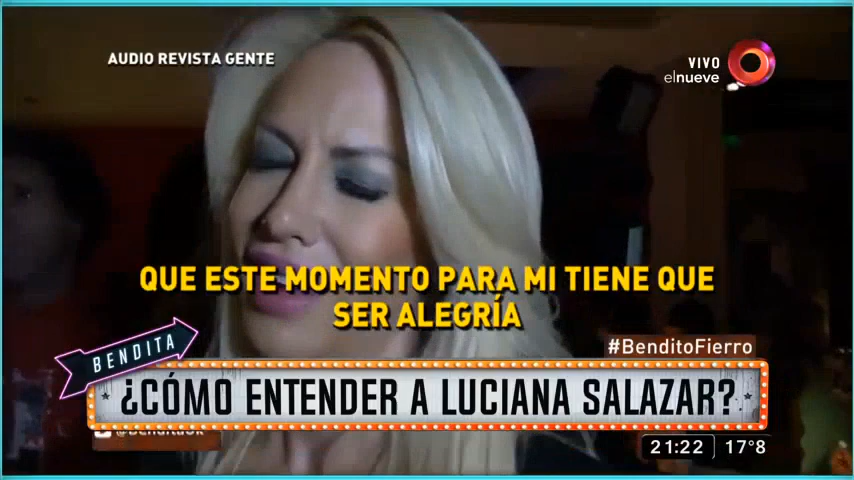 AUDIO REVISTA GENTE
VIVO
elnueve
QUE ESTE MOMENTO PARA MI TIENE QUE
SER ALEGRÍA
#BenditoFierro
BENDITA
¿CÓMO ENTENDER A LUCIANA SALAZAR?
21:22 17°8